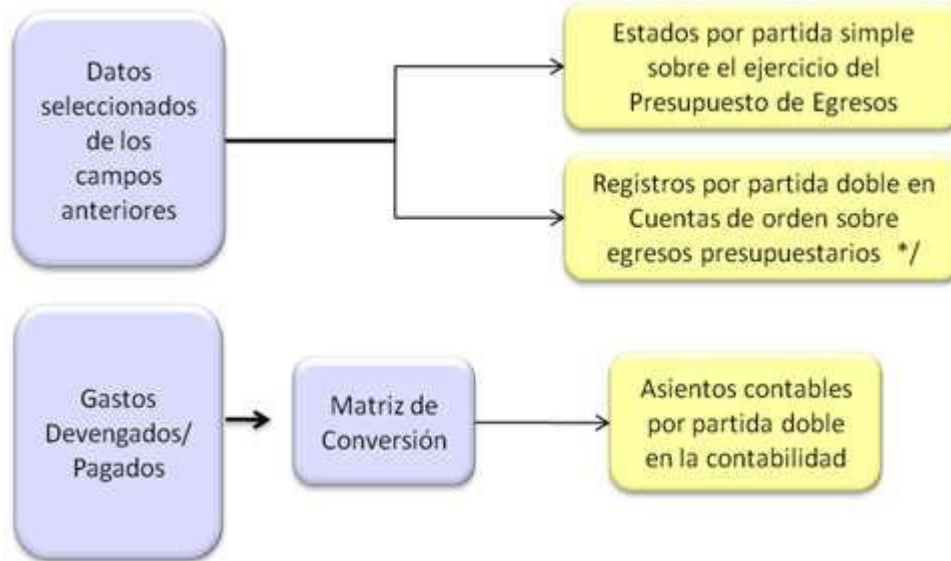 Datos
seleccionados
de los
campos
anteriores
Estados por partida simple
sobre el ejercicio del
Presupuesto de Egresos
Registros por partida doble en
Cuentas de orden sobre
egresos presupuestarios */
Gastos
Devengados/
Pagados
Matriz de
Conversión
Asientos contables
por partida doble
en la contabilidad